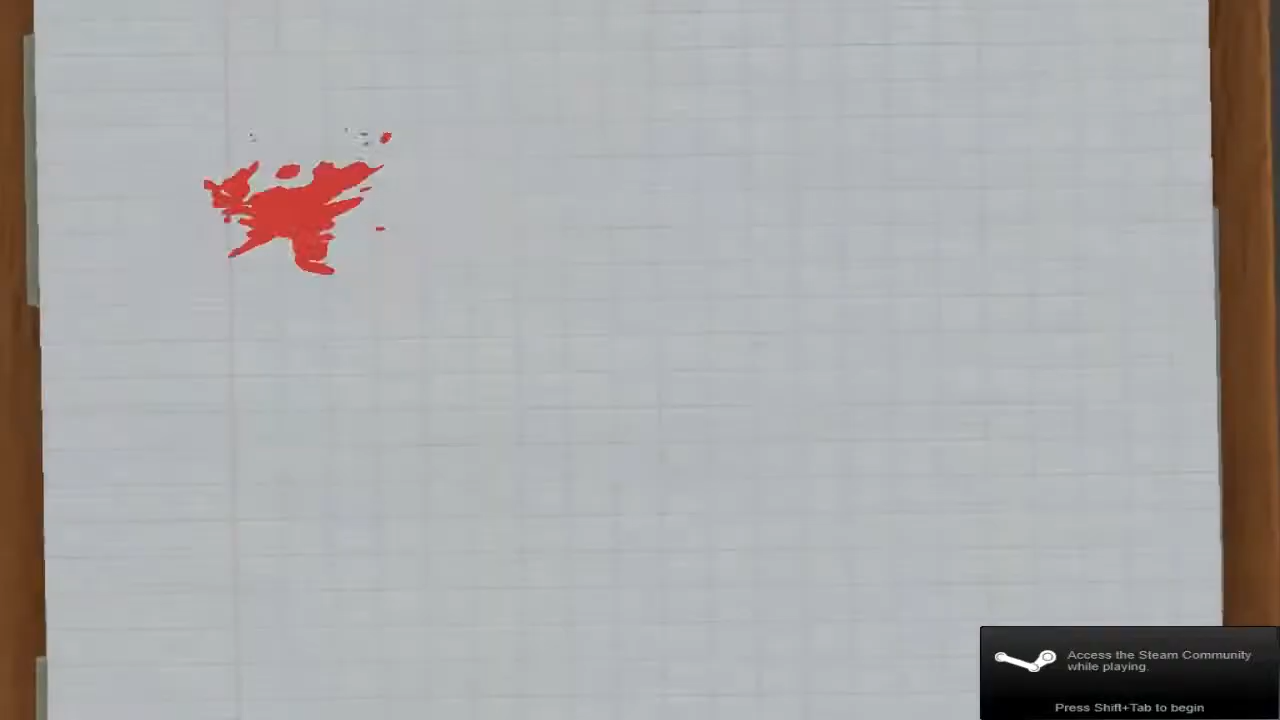 Access the Steam Community
while playing.
Press Shift+Tab to begin